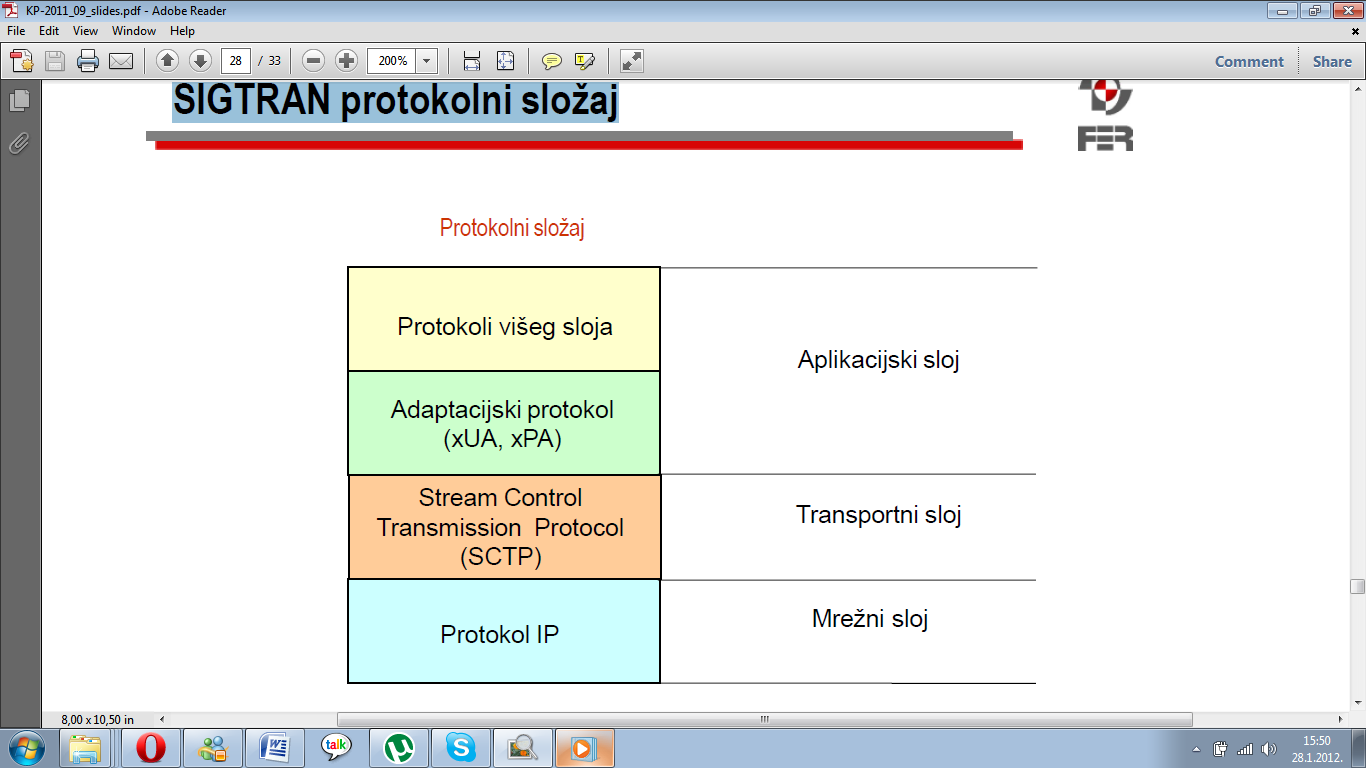 KP-2011_09_slides.pdf - Adobe Reader
File Edit View Window Help
28 / 33 200% Comment Share
SIGTRAN protokolni složaj
FER
Protokolni složaj
Protokoli višeg sloja
Aplikacijski sloj
Adaptacijski protokol
(xUA, xPA)
Stream Control
Transmission Protocol
(SCTP)
Transportni sloj
Protokol IP
Mrežni sloj
8,00 x 10,50 in
talk
15:50
28.1.2012.